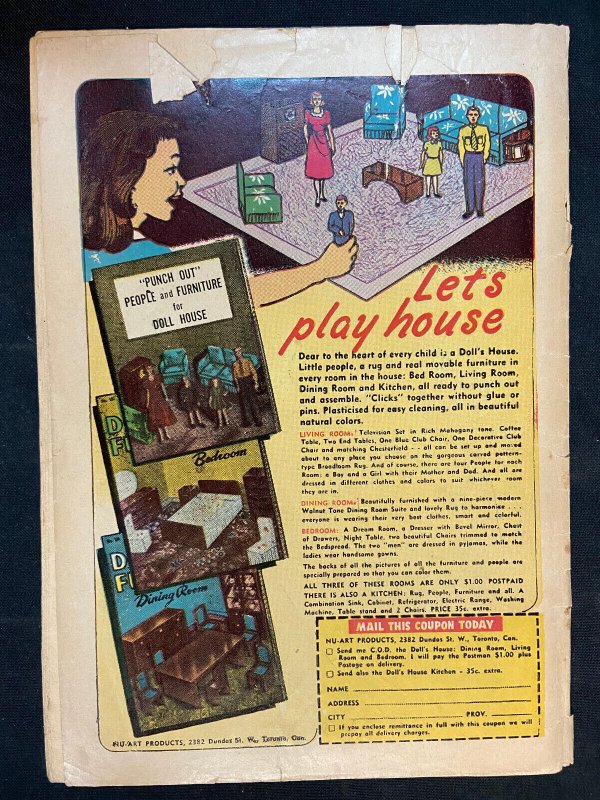 "PUNCH OUT"
PEOPLE and FURNITURE
for
DOLL HOUSE
Bedroom
Dining Room
Lets
play house
Dear to the heart of every child is a Doll's House.
Little people, a rug and real movable furniture in
every room in the house: Bed Room, Living Room,
Dining Room and Kitchen, all ready to punch out
and assemble. "Clicks" together without glue or
pins. Plasticised for easy cleaning, all in beautiful
natural colors.
LIVING ROOM: Television Set in Rich Mahogany tone. Coffee
Table, Two End Tables, One Blue Club Chair, One Decorative Club
Chair and matching Chesterfield -- all can be set up and moved
about to any place you choose on the gorgeous carved pattern-
type Broadloom Rug. And of course, there are four People for each
Room: a Boy and a Girl with their Mother and Dad. And all are
dressed in different clothes and colors to suit whichever room
they are in.
DINING ROOM: Beautifully furnished with a nine-piece modern
Walnut Tone Dining Room Suite and lovely Rug to harmonise . . .
everyone is wearing their very best clothes, smart and colorful.
BEDROOM: A Dream Room, a Dresser with Bevel Mirror, Chest
of Drawers, Night Table, two beautiful Chairs trimmed to match
the Bedspread. The two "men" are dressed in pyjamas, while the
ladies wear handsome gowns.
The backs of all the pictures of all the furniture and people are
specially prepared so that you can color them.
ALL THREE OF THESE ROOMS ARE ONLY $1.00 POSTPAID
THERE IS ALSO A KITCHEN: Rug, People, Furniture and all. A
Combination Sink, Cabinet, Refrigerator, Electric Range, Washing
Machine, Table stand and 2 Chairs. PRICE 35c. extra.
MAIL THIS COUPON TODAY
NU-ART PRODUCTS, 2382 Dundas St. W., Toronto, Can.
Send me C.O.D. the Doll's House: Dining Room, Living
Room and Bedroom. I will pay the Postman $1.00 plus
Postage on delivery.
Send also the Doll's House Kitchen - 35c. extra.
NAME
ADDRESS
CITY PROV.
If you enclose remittance in full with this coupon we will
prepay all delivery charges.
NU-ART PRODUCTS, 2382 Dundas St. W., Toronto, Can.